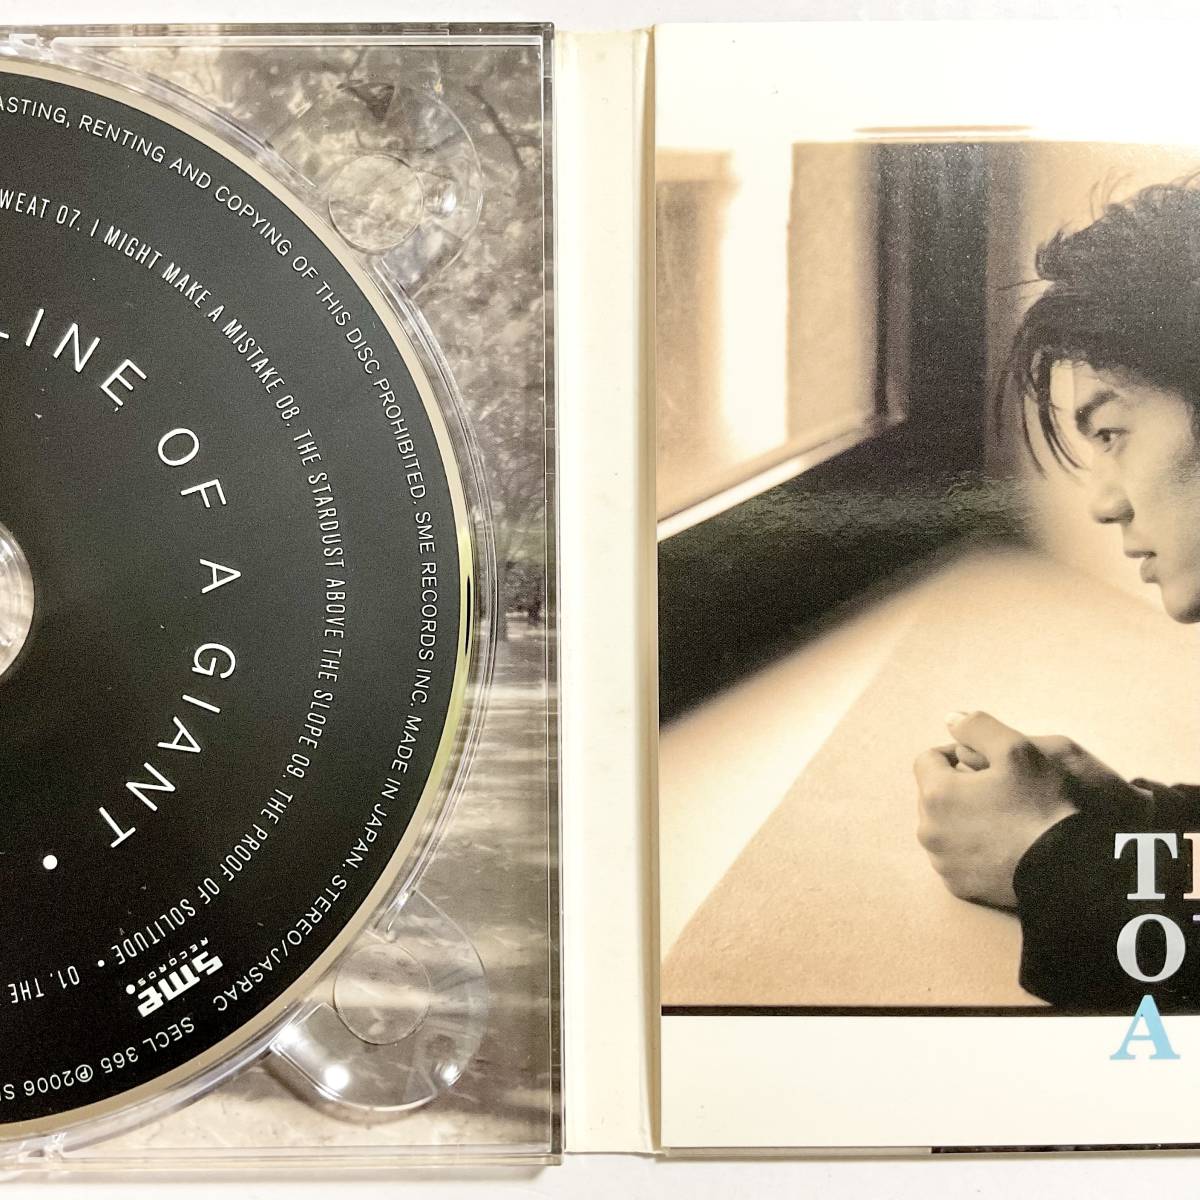 ASTING, RENTING AND COPYING OF THIS DISC PROHIBITED. SME RECORDS INC. MADE IN JAPAN. STEREO/JASRAC SECL 365 ℗2006
WEAT 07. I MIGHT MAKE A MISTAKE 08. THE STARDUST ABOVE THE SLOPE 09. THE PROOF OF SOLITUDE • 01. THE
LINE OF A GIANT •
sme
RECORDS
T
O
A